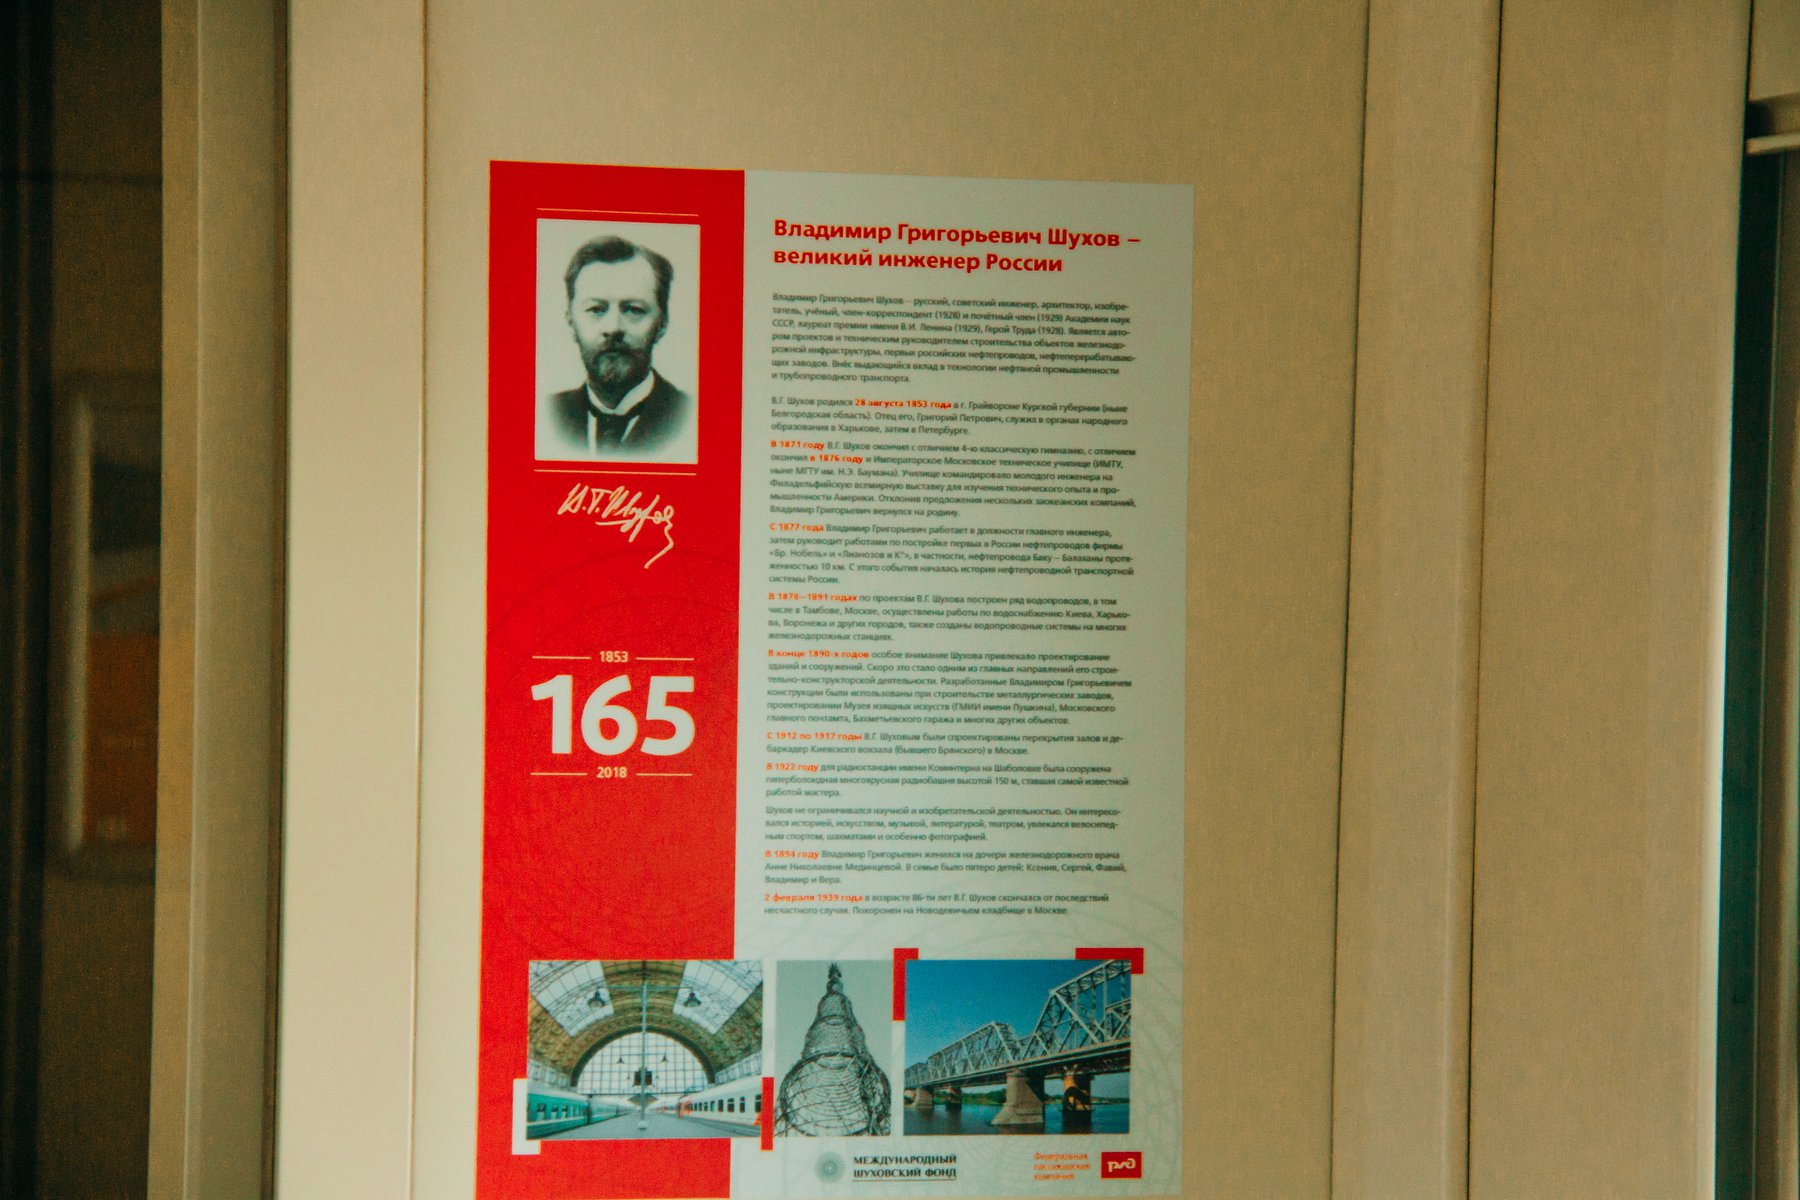 Владимир Григорьевич Шухов –
великий инженер России
Владимир Григорьевич Шухов – русский, советский инженер, архитектор, изобре-
татель, учёный, член-корреспондент (1928) и почётный член (1929) Академии наук
СССР, лауреат премии имени В.И. Ленина (1929), Герой Труда (1928). Является авто-
ром проектов и техническим руководителем строительства объектов железнодо-
рожной инфраструктуры, первых российских нефтепроводов, нефтеперерабатываю-
щих заводов. Внёс выдающийся вклад в технологии нефтяной промышленности
и трубопроводного транспорта.
В.Г. Шухов родился 28 августа 1853 года в г. Грайвороне Курской губернии (ныне
Белгородская область). Отец его, Григорий Петрович, служил в органах народного
образования в Харькове, затем в Петербурге.
В 1871 году В.Г. Шухов окончил с отличием 4-ю классическую гимназию, с отличием
окончил в 1876 году и Императорское Московское техническое училище (ИМТУ,
ныне МГТУ им. Н.Э. Баумана). Училище командировало молодого инженера на
Филадельфийскую всемирную выставку для изучения технического опыта и про-
мышленности Америки. Отклонив предложения нескольких заокеанских компаний,
Владимир Григорьевич вернулся на родину.
С 1877 года Владимир Григорьевич работает в должности главного инженера,
затем руководит работами по постройке первых в России нефтепроводов фирмы
«Бр. Нобель» и «Лианозов и К°», в частности, нефтепровода Баку – Балаханы протя-
женностью 10 км. С этого события началась история нефтепроводной транспортной
системы России.
В 1878–1891 годах по проектам В.Г. Шухова построен ряд водопроводов, в том
числе в Тамбове, Москве, осуществлены работы по водоснабжению Киева, Харько-
ва, Воронежа и других городов, также созданы водопроводные системы на многих
железнодорожных станциях.
В конце 1890-х годов особое внимание Шухова привлекало проектирование
зданий и сооружений. Скоро это стало одним из главных направлений его строи-
тельно-конструкторской деятельности. Разработанные Владимиром Григорьевичем
конструкции были использованы при строительстве металлургических заводов,
проектировании Музея изящных искусств (ГМИИ имени Пушкина), Московского
главного почтамта, Бахметьевского гаража и многих других объектов.
С 1912 по 1917 годы В.Г. Шуховым были спроектированы перекрытия залов и де-
баркадер Киевского вокзала (бывшего Брянского) в Москве.
В 1922 году для радиостанции имени Коминтерна на Шаболовке была сооружена
гиперболоидная многоярусная радиобашня высотой 150 м, ставшая самой известной
работой мастера.
Шухов не ограничивался научной и изобретательской деятельностью. Он интересо-
вался историей, искусством, музыкой, литературой, театром, увлекался велосипед-
ным спортом, шахматами и особенно фотографией.
В 1894 году Владимир Григорьевич женился на дочери железнодорожного врача
Анне Николаевне Мединцевой. В семье было пятеро детей: Ксения, Сергей, Фавий,
Владимир и Вера.
2 февраля 1939 года в возрасте 86-ти лет В.Г. Шухов скончался от последствий
несчастного случая. Похоронен на Новодевичьем кладбище в Москве.
1853
165
2018
МЕЖДУНАРОДНЫЙ
ШУХОВСКИЙ ФОНД
Федеральная
пассажирская
компания
РЖД